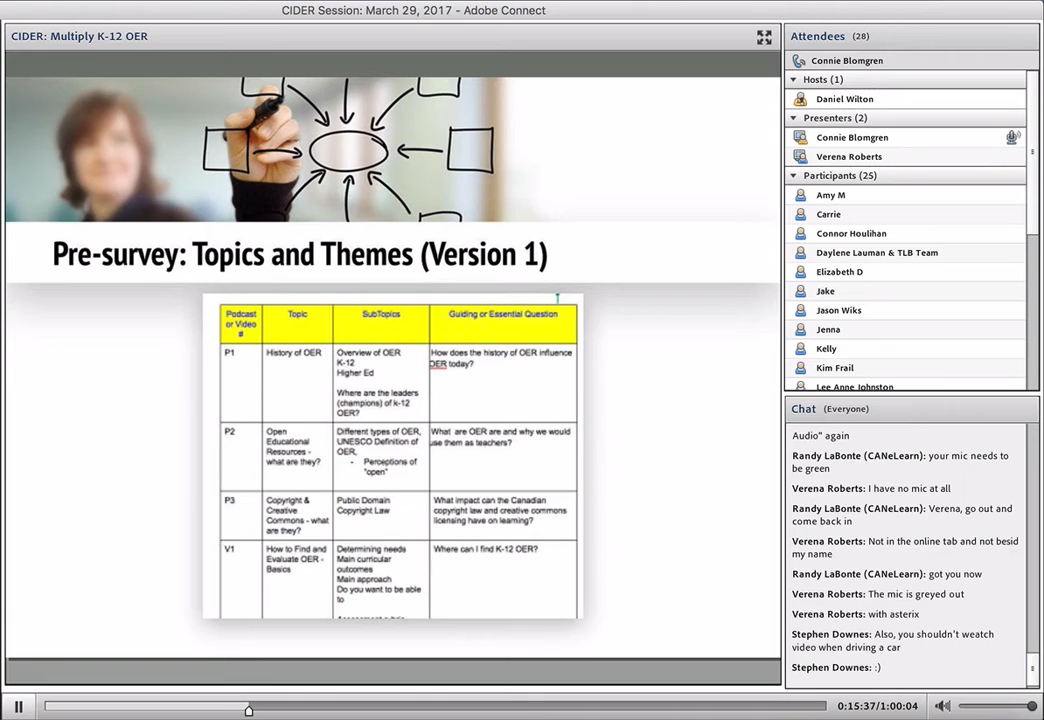 CIDER Session: March 29, 2017 - Adobe Connect
CIDER: Multiply K-12 OER
Pre-survey: Topics and Themes (Version 1)
Podcast or Video #
Topic
SubTopics
Guiding or Essential Question
P1
History of OER
Overview of OER
K-12
Higher Ed
Where are the leaders
(champions) of k-12
OER?
How does the history of OER influence
OER today?
P2
Open
Educational
Resources -
what are they?
Different types of OER,
UNESCO Definition of
OER,
- Perceptions of
"open"
What are OER are and why we would
use them as teachers?
P3
Copyright &
Creative
Commons - what
are they?
Public Domain
Copyright Law
What impact can the Canadian
copyright law and creative commons
licensing have on learning?
V1
How to Find and
Evaluate OER -
Basics
Determining needs
Main curricular
outcomes
Main approach
Do you want to be able
to
Where can I find K-12 OER?
Attendees (28)
Connie Blomgren
Hosts (1)
Daniel Wilton
Presenters (2)
Connie Blomgren
Verena Roberts
Participants (25)
Amy M
Carrie
Connor Houlihan
Daylene Lauman & TLB Team
Elizabeth D
Jake
Jason Wiks
Jenna
Kelly
Kim Frail
Lee Anne Johnston
Chat (Everyone)
Audio" again
Randy LaBonte (CANeLearn): your mic needs to
be green
Verena Roberts: I have no mic at all
Randy LaBonte (CANeLearn): Verena, go out and
come back in
Verena Roberts: Not in the online tab and not besid
my name
Randy LaBonte (CANeLearn): got you now
Verena Roberts: The mic is greyed out
Verena Roberts: with asterix
Stephen Downes: Also, you shouldn't weatch
video when driving a car
Stephen Downes: :)
0:15:37/1:00:04